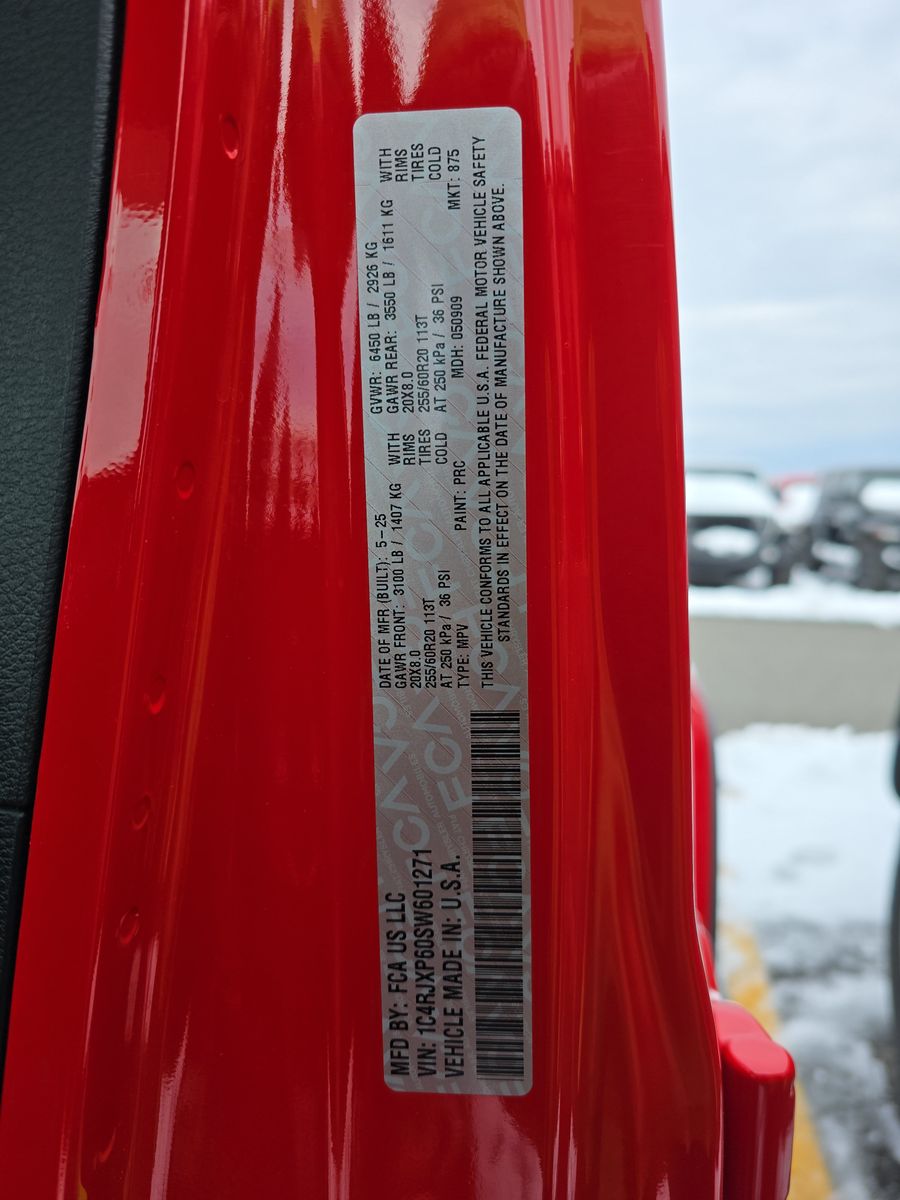 MFD BY: FCA US LLC
VIN: 1C4RJXP60SW601271
VEHICLE MADE IN: U.S.A.
DATE OF MFR (BUILT): 5-25
GAWR FRONT: 3100 LB / 1407 KG WITH
20X8.0 RIMS
255/60R20 113T TIRES
AT 250 kPa / 36 PSI COLD
TYPE: MPV PAINT: PRC MDH: 050909 MKT: 875
GVWR: 6450 LB / 2926 KG
GAWR REAR: 3550 LB / 1611 KG WITH
20X8.0 RIMS
255/60R20 113T TIRES
AT 250 kPa / 36 PSI COLD
THIS VEHICLE CONFORMS TO ALL APPLICABLE U.S.A. FEDERAL MOTOR VEHICLE SAFETY
STANDARDS IN EFFECT ON THE DATE OF MANUFACTURE SHOWN ABOVE.